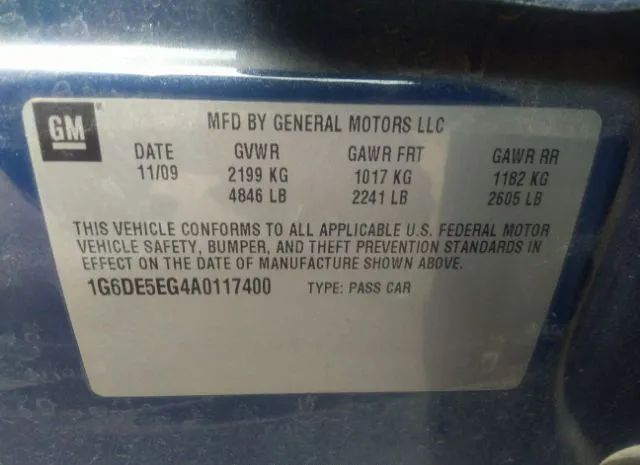 GM
MFD BY GENERAL MOTORS LLC
DATE GVWR GAWR FRT GAWR RR
11/09 2199 KG 1017 KG 1182 KG
4846 LB 2241 LB 2605 LB
THIS VEHICLE CONFORMS TO ALL APPLICABLE U.S. FEDERAL MOTOR
VEHICLE SAFETY, BUMPER, AND THEFT PREVENTION STANDARDS IN
EFFECT ON THE DATE OF MANUFACTURE SHOWN ABOVE.
1G6DE5EG4A0117400 TYPE: PASS CAR